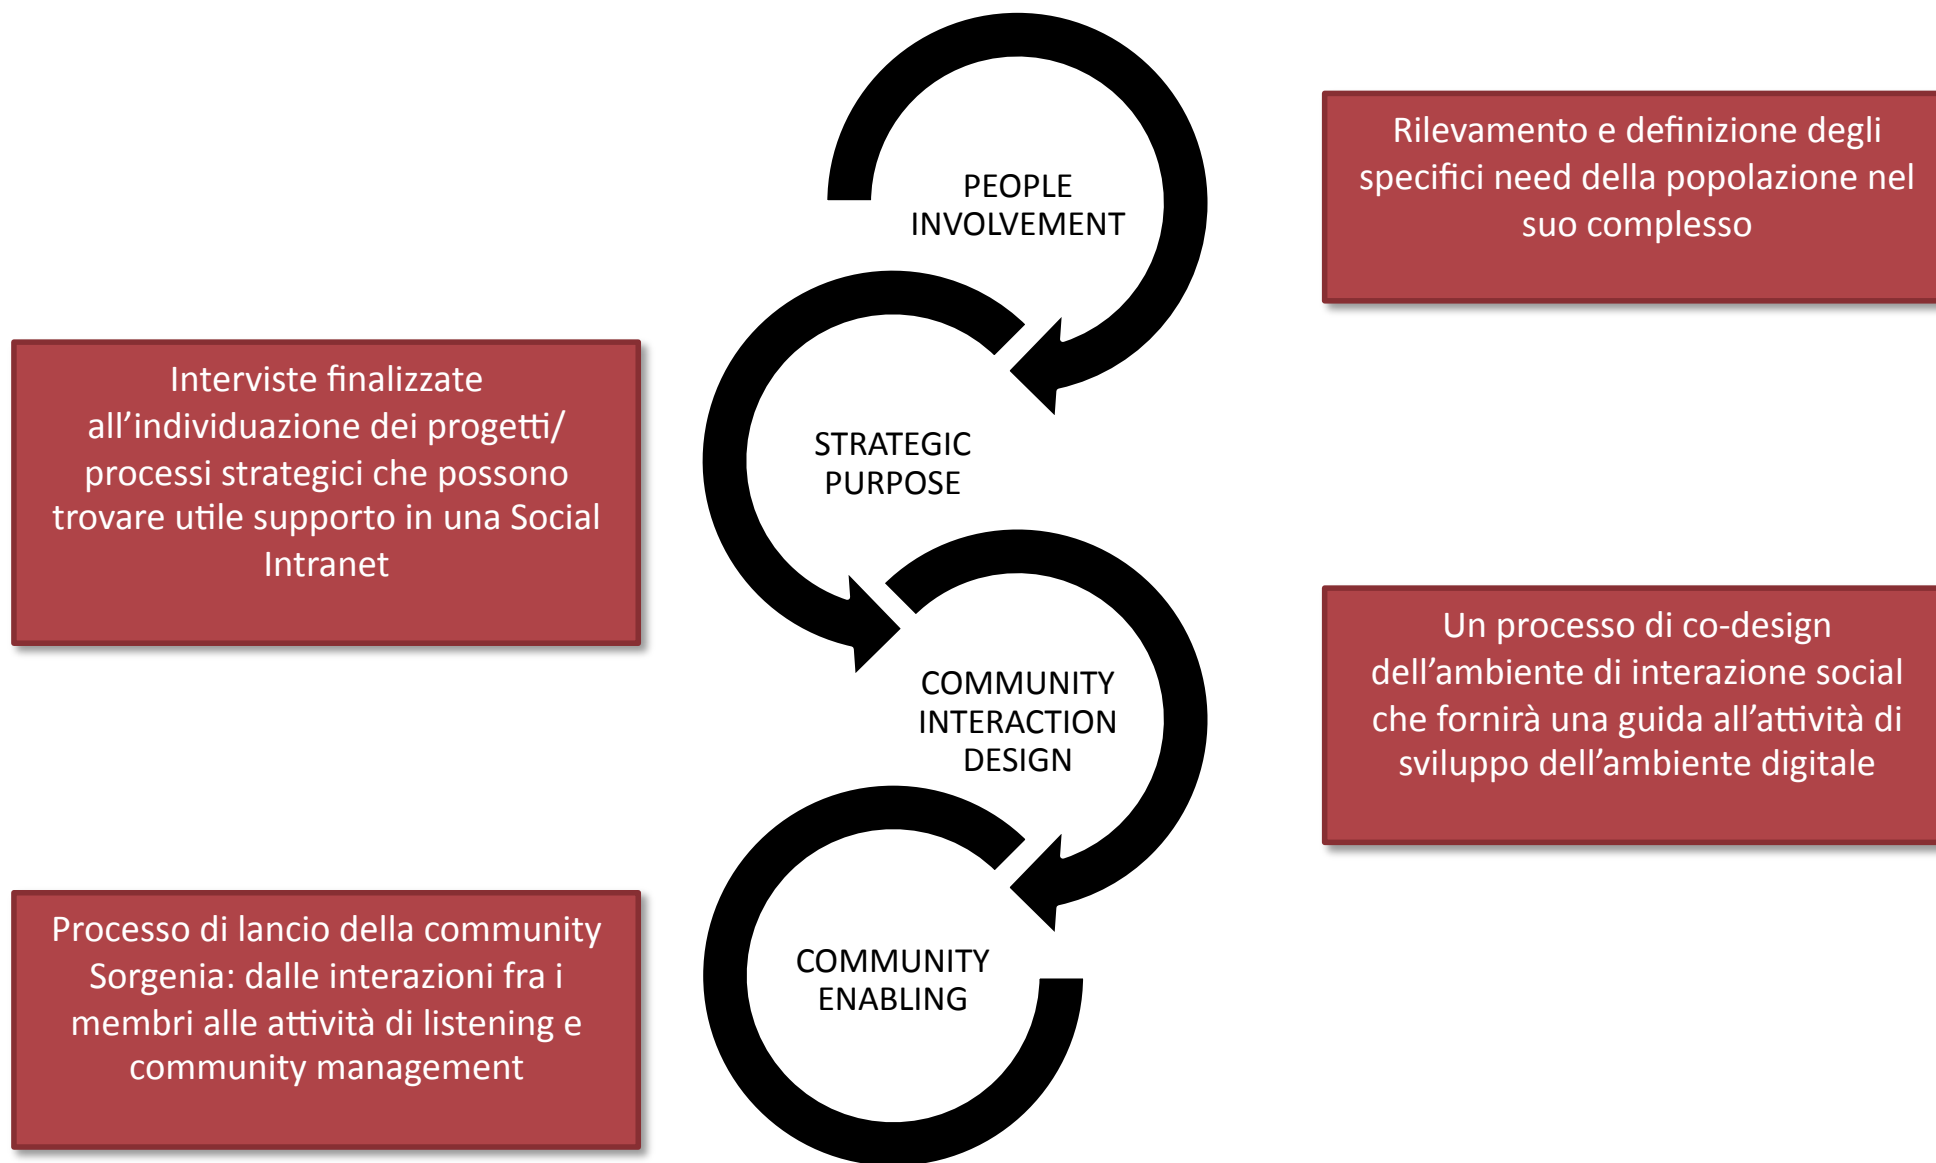 PEOPLE
INVOLVEMENT
Rilevamento e definizione degli
specifici need della popolazione nel
suo complesso
STRATEGIC
PURPOSE
Interviste finalizzate
all’individuazione dei progetti/
processi strategici che possono
trovare utile supporto in una Social
Intranet
COMMUNITY
INTERACTION
DESIGN
Un processo di co-design
dell’ambiente di interazione social
che fornirà una guida all’attività di
sviluppo dell’ambiente digitale
COMMUNITY
ENABLING
Processo di lancio della community
Sorgenia: dalle interazioni fra i
membri alle attività di listening e
community management